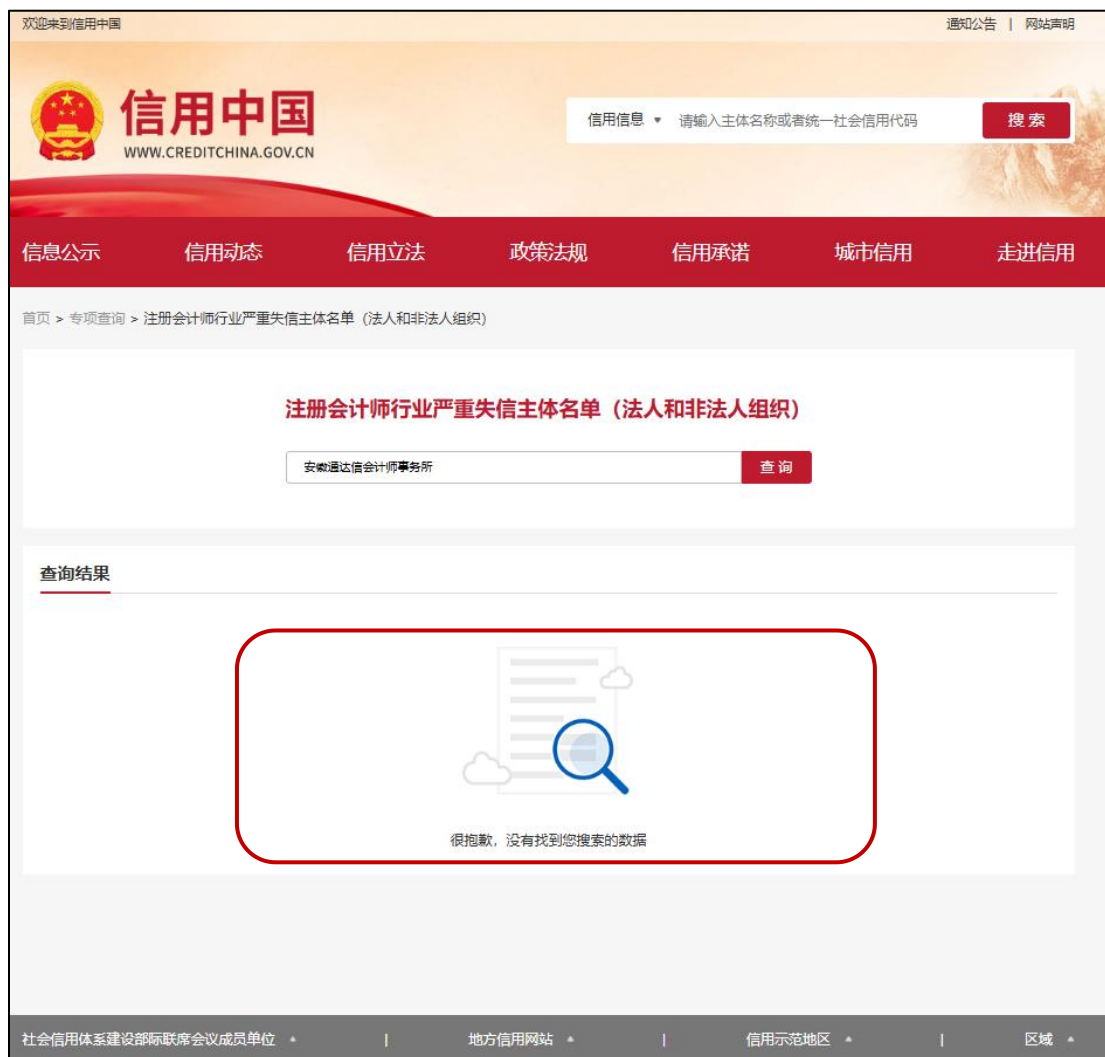 欢迎来到信用中国
通知公告 | 网站声明
信用中国
WWW.CREDITCHINA.GOV.CN
信用信息 请输入主体名称或者统一社会信用代码 搜索
信息公示 信用动态 信用立法 政策法规 信用承诺 城市信用 走进信用
首页 > 专项查询 > 注册会计师行业严重失信主体名单（法人和非法人组织）
注册会计师行业严重失信主体名单（法人和非法人组织）
安徽通达信会计师事务所 查询
查询结果
很抱歉，没有找到您搜索的数据
社会信用体系建设部际联席会议成员单位 | 地方信用网站 | 信用示范地区 | 区域